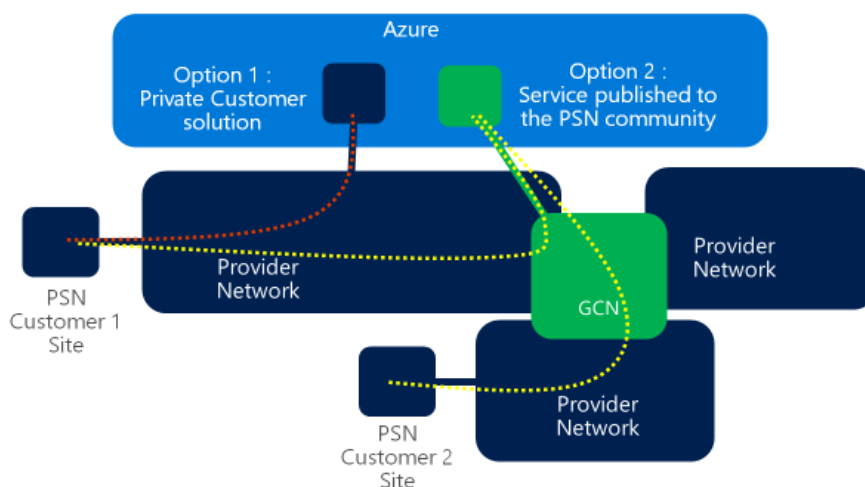 Azure
Option 1 :
Private Customer
solution
Option 2 :
Service published to
the PSN community
Provider
Network
Provider
Network
GCN
PSN
Customer 1
Site
Provider
Network
PSN
Customer 2
Site